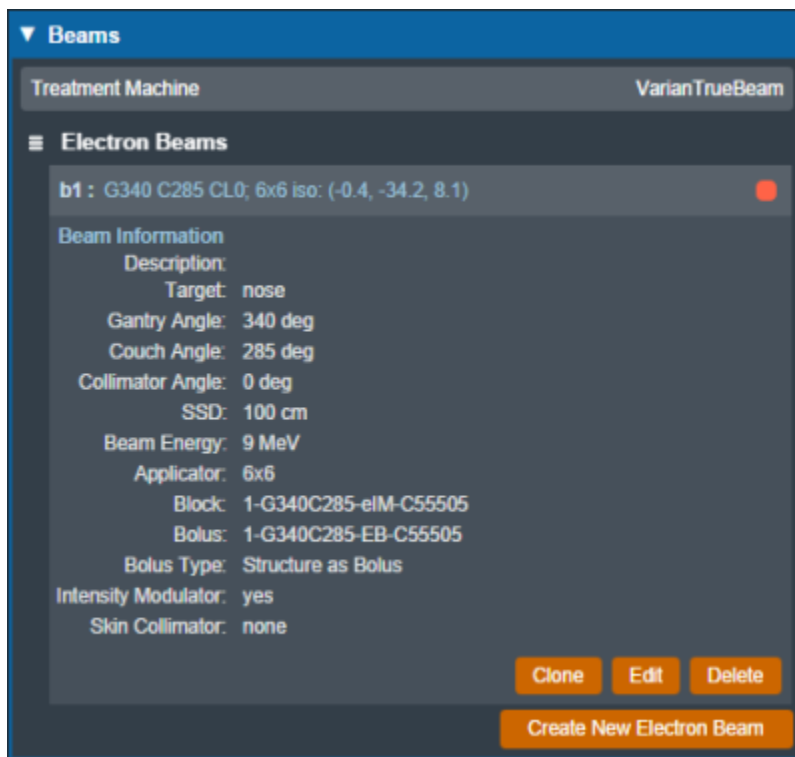 Beams
Treatment Machine VarianTrueBeam
Electron Beams
b1 : G340 C285 CL0; 6x6 iso: (-0.4, -34.2, 8.1)
Beam Information
Description:
Target: nose
Gantry Angle: 340 deg
Couch Angle: 285 deg
Collimator Angle: 0 deg
SSD: 100 cm
Beam Energy: 9 MeV
Applicator: 6x6
Block: 1-G340C285-eIM-C55505
Bolus: 1-G340C285-EB-C55505
Bolus Type: Structure as Bolus
Intensity Modulator: yes
Skin Collimator: none
Clone Edit Delete
Create New Electron Beam